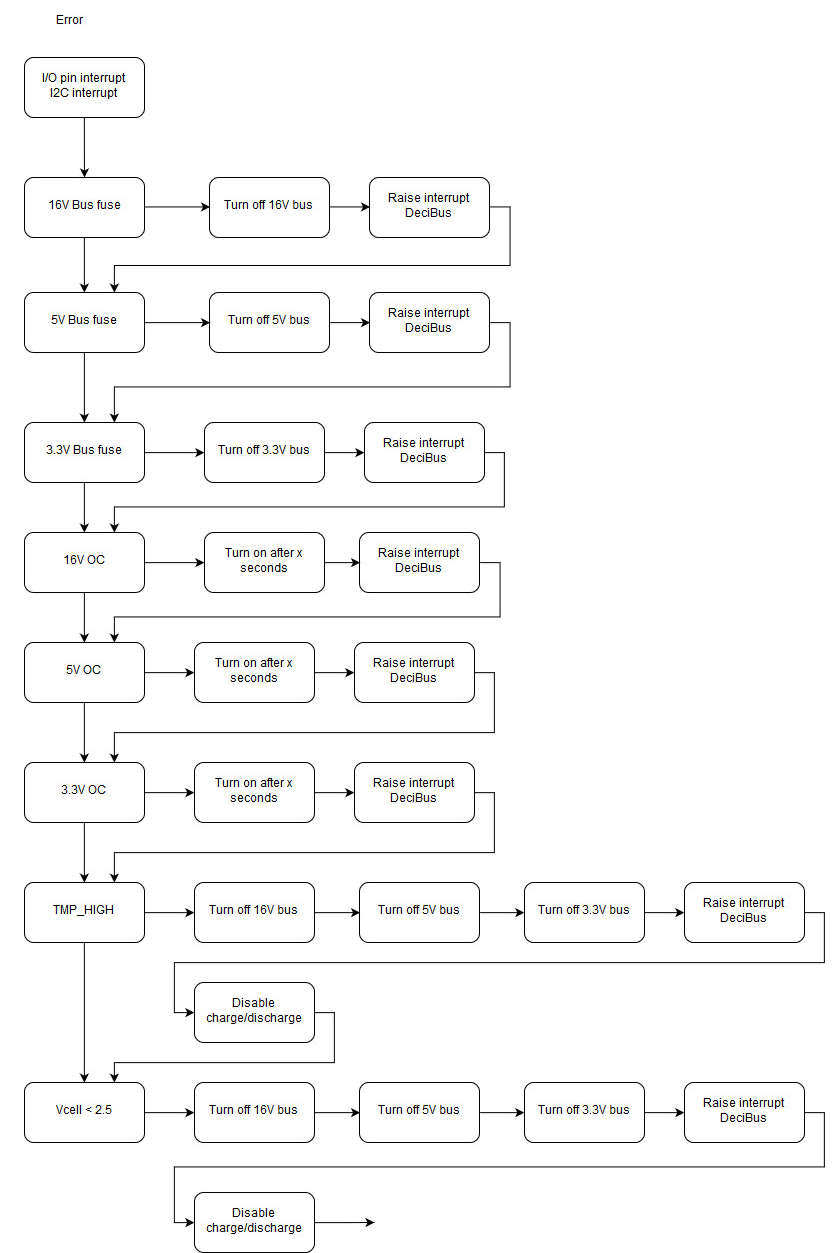 Error
I/O pin interrupt
I2C interrupt
16V Bus fuse
Turn off 16V bus
Raise interrupt
DeciBus
5V Bus fuse
Turn off 5V bus
Raise interrupt
DeciBus
3.3V Bus fuse
Turn off 3.3V bus
Raise interrupt
DeciBus
16V OC
Turn on after x
seconds
Raise interrupt
DeciBus
5V OC
Turn on after x
seconds
Raise interrupt
DeciBus
3.3V OC
Turn on after x
seconds
Raise interrupt
DeciBus
TMP_HIGH
Turn off 16V bus
Turn off 5V bus
Turn off 3.3V bus
Raise interrupt
DeciBus
Disable
charge/discharge
Vcell < 2.5
Turn off 16V bus
Turn off 5V bus
Turn off 3.3V bus
Raise interrupt
DeciBus
Disable
charge/discharge